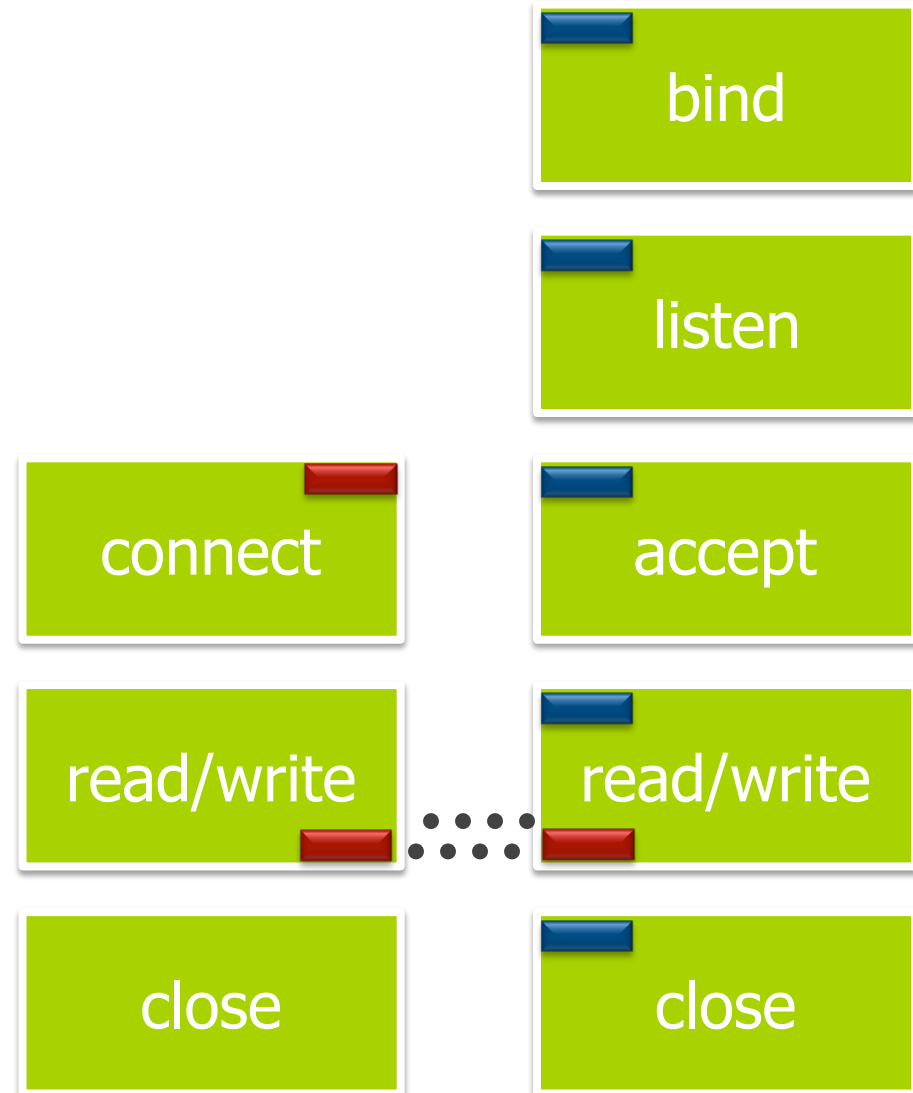 bind
listen
connect
accept
read/write
read/write
close
close